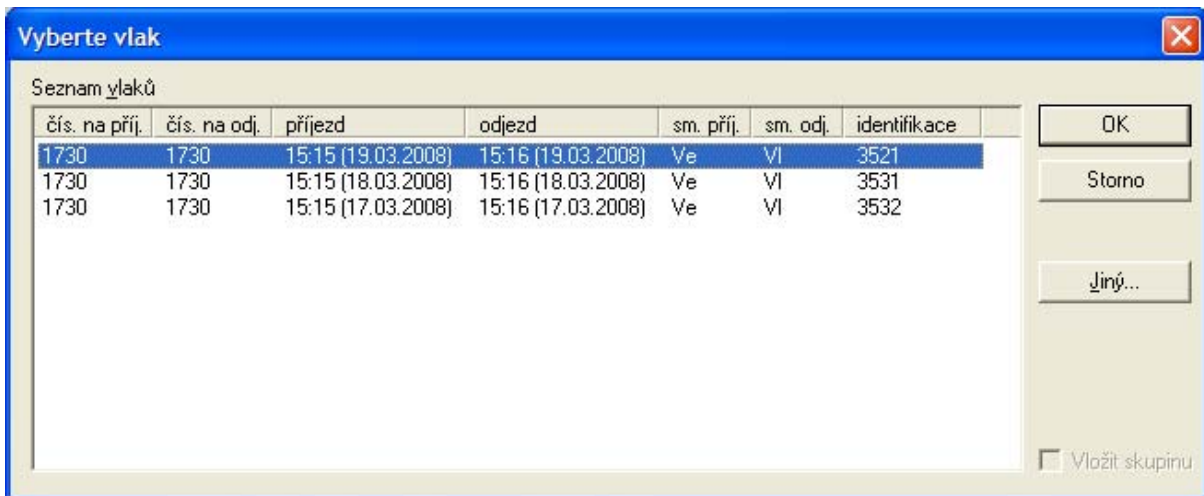 Vyberte vlak
Seznam vlaků
čís. na příj. čís. na odj. příjezd odjezd sm. příj. sm. odj. identifikace
1730 1730 15:15 (19.03.2008) 15:16 (19.03.2008) Ve Vl 3521
1730 1730 15:15 (18.03.2008) 15:16 (18.03.2008) Ve Vl 3531
1730 1730 15:15 (17.03.2008) 15:16 (17.03.2008) Ve Vl 3532
OK
Storno
Jiný...
Vložit skupinu